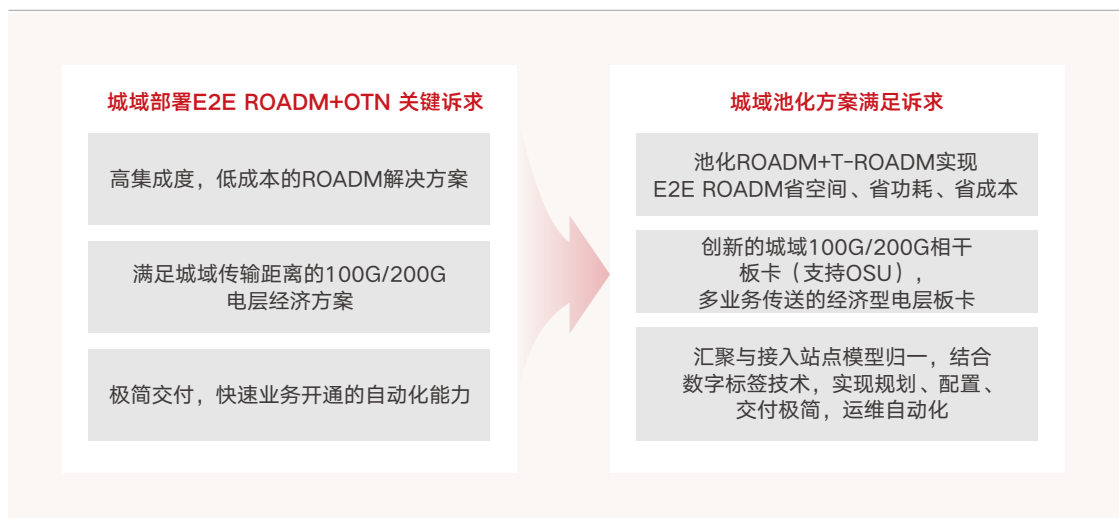 城域部署E2E ROADM+OTN 关键诉求
高集成度，低成本的ROADM解决方案
满足城域传输距离的100G/200G
电层经济方案
极简交付，快速业务开通的自动化能力
城域池化方案满足诉求
池化ROADM+T-ROADM实现
E2E ROADM省空间、省功耗、省成本
创新的城域100G/200G相干
板卡（支持OSU），
多业务传送的经济型电层板卡
汇聚与接入站点模型归一，结合
数字标签技术，实现规划、配置、
交付极简，运维自动化